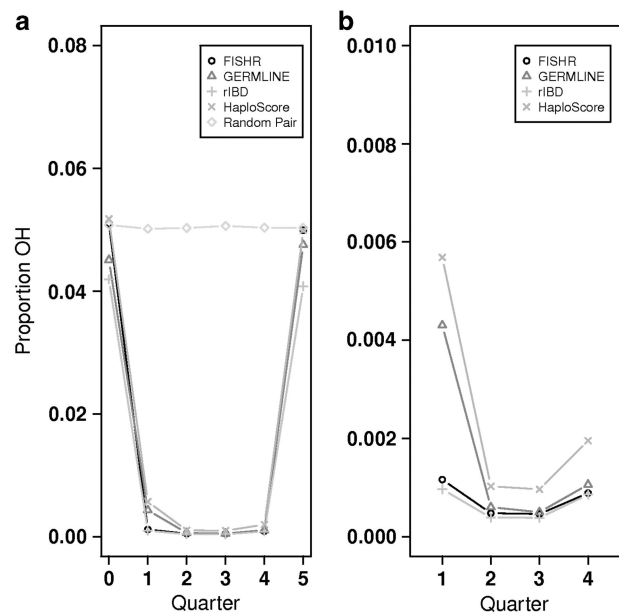 a
0.08
0.06
0.04
0.02
0.00
Proportion OH
FISHR
GERMLINE
rIBD
HaploScore
Random Pair
0 1 2 3 4 5
Quarter
b
0.010
0.008
0.006
0.004
0.002
0.000
FISHR
GERMLINE
rIBD
HaploScore
1 2 3 4
Quarter